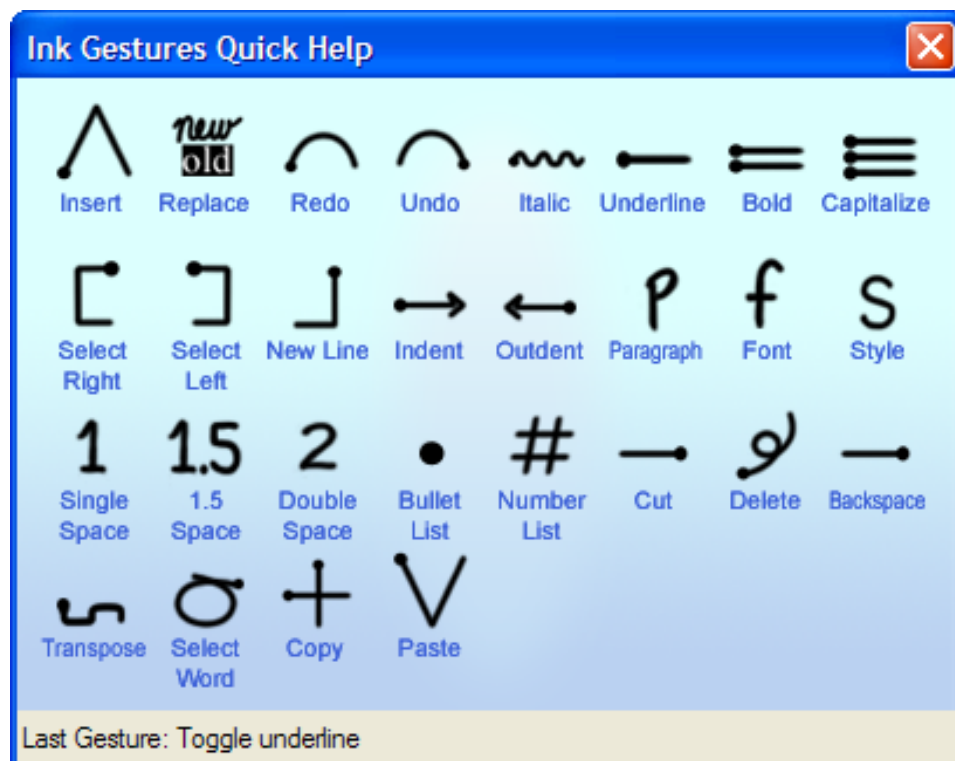 Ink Gestures Quick Help
new
old
Insert Replace Redo Undo Italic Underline Bold Capitalize
p f S
Select Select New Line Indent Outdent Paragraph Font Style
Right Left
1 1.5 2 #
Single 1.5 Double Bullet Number Cut Delete Backspace
Space Space Space List List
Transpose Select Copy Paste
Word
Last Gesture: Toggle underline